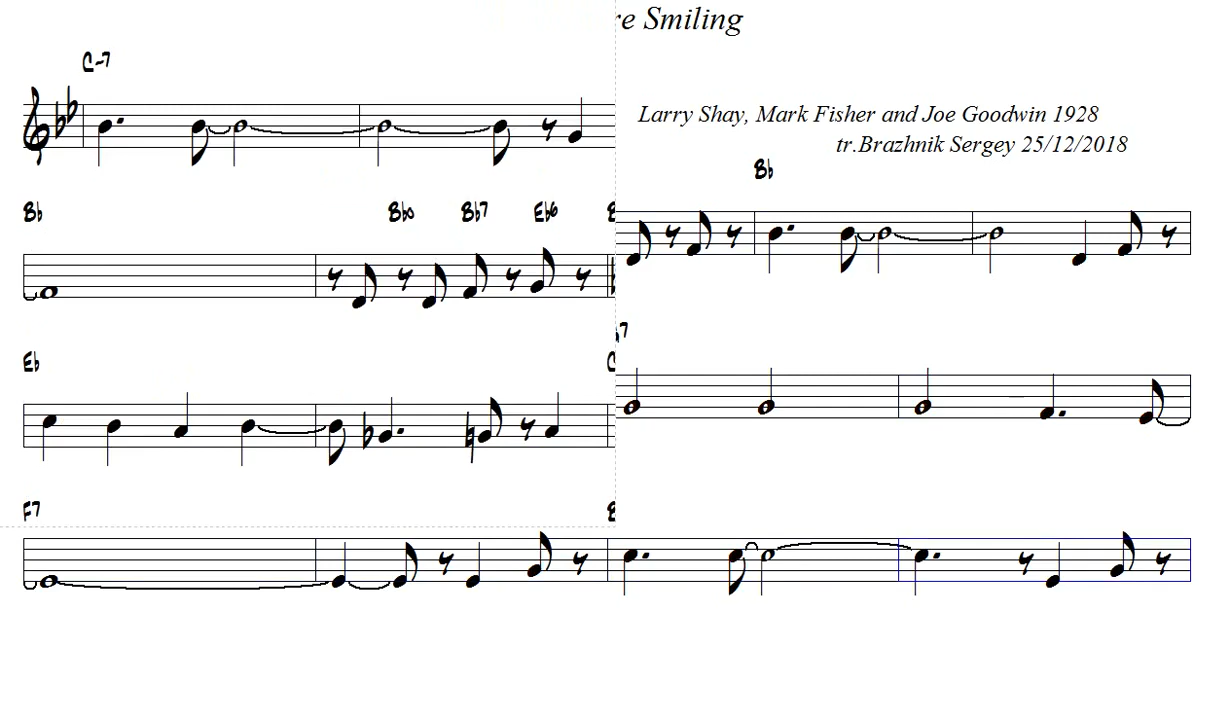 re Smiling
C-7
Larry Shay, Mark Fisher and Joe Goodwin 1928
tr.Brazhnik Sergey 25/12/2018
Bb
Bb Bbo Bb7 Eb6
7
Eb
F7